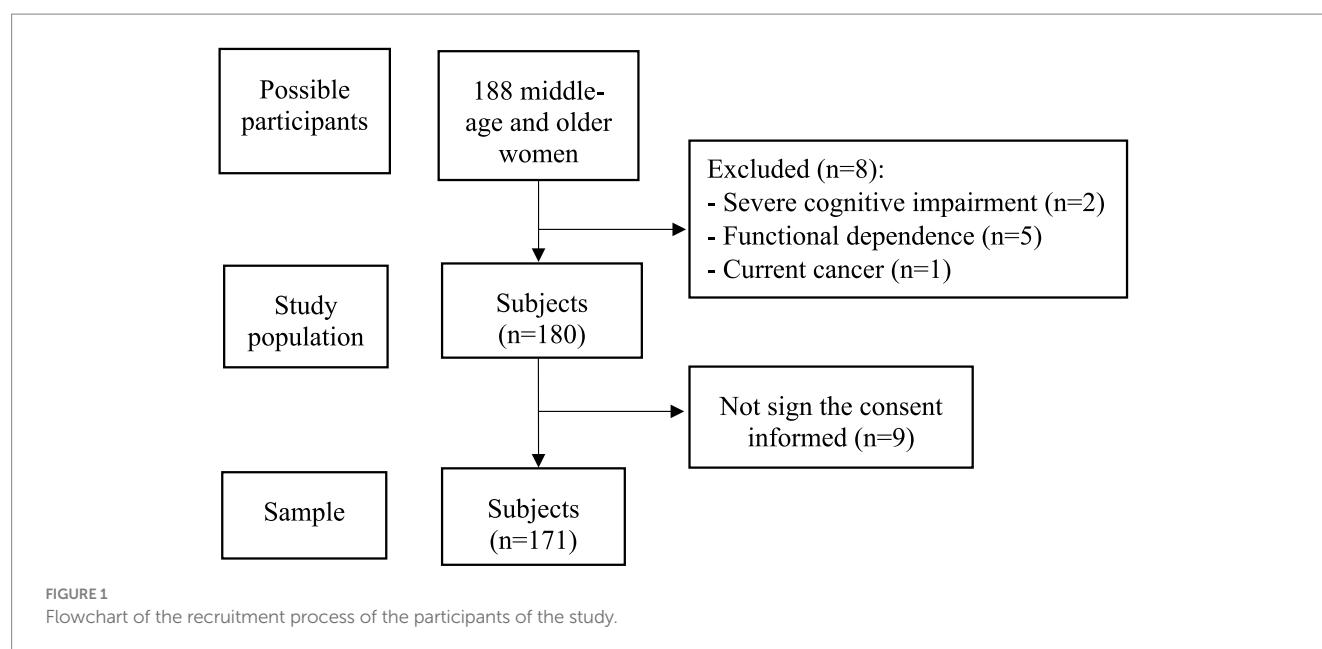 Possible
participants
188 middle-
age and older
women
Excluded (n=8):
- Severe cognitive impairment (n=2)
- Functional dependence (n=5)
- Current cancer (n=1)
Study
population
Subjects
(n=180)
Not sign the consent
informed (n=9)
Sample
Subjects
(n=171)
FIGURE 1
Flowchart of the recruitment process of the participants of the study.